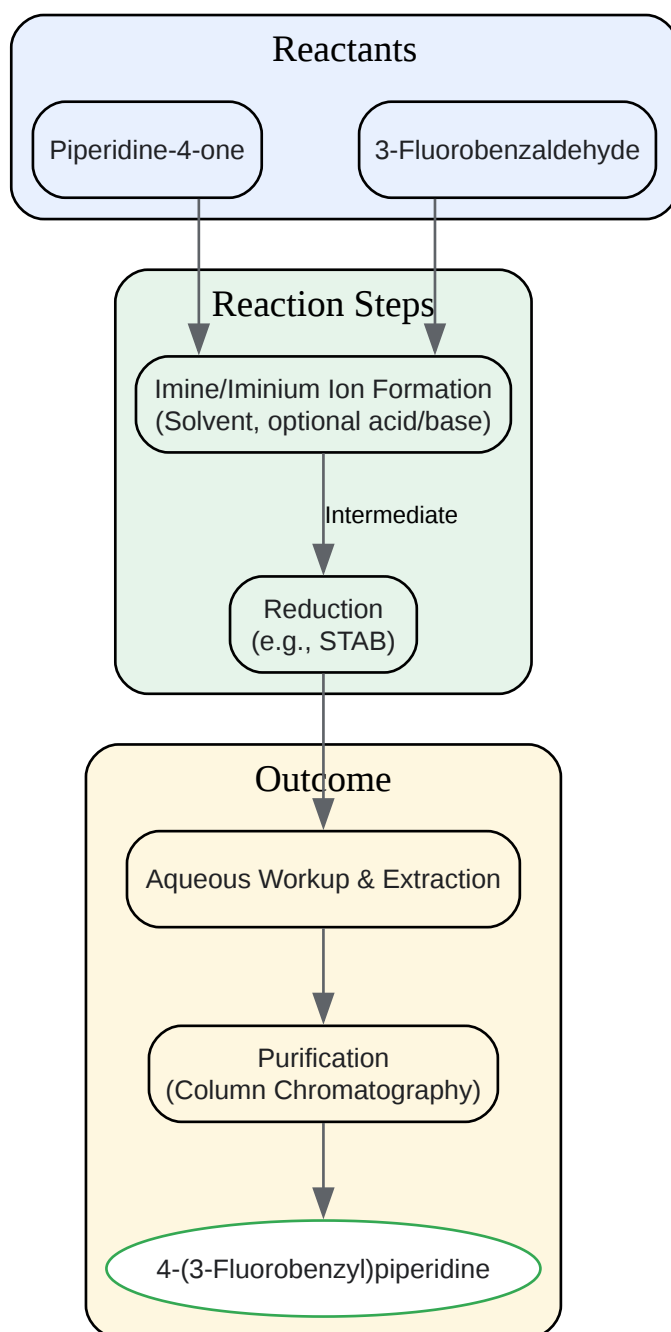 Reactants
Piperidine-4-one
3-Fluorobenzaldehyde
Reaction Steps
Imine/Iminium Ion Formation
(Solvent, optional acid/base)
Intermediate
Reduction
(e.g., STAB)
Outcome
Aqueous Workup & Extraction
Purification
(Column Chromatography)
4-(3-Fluorobenzyl)piperidine